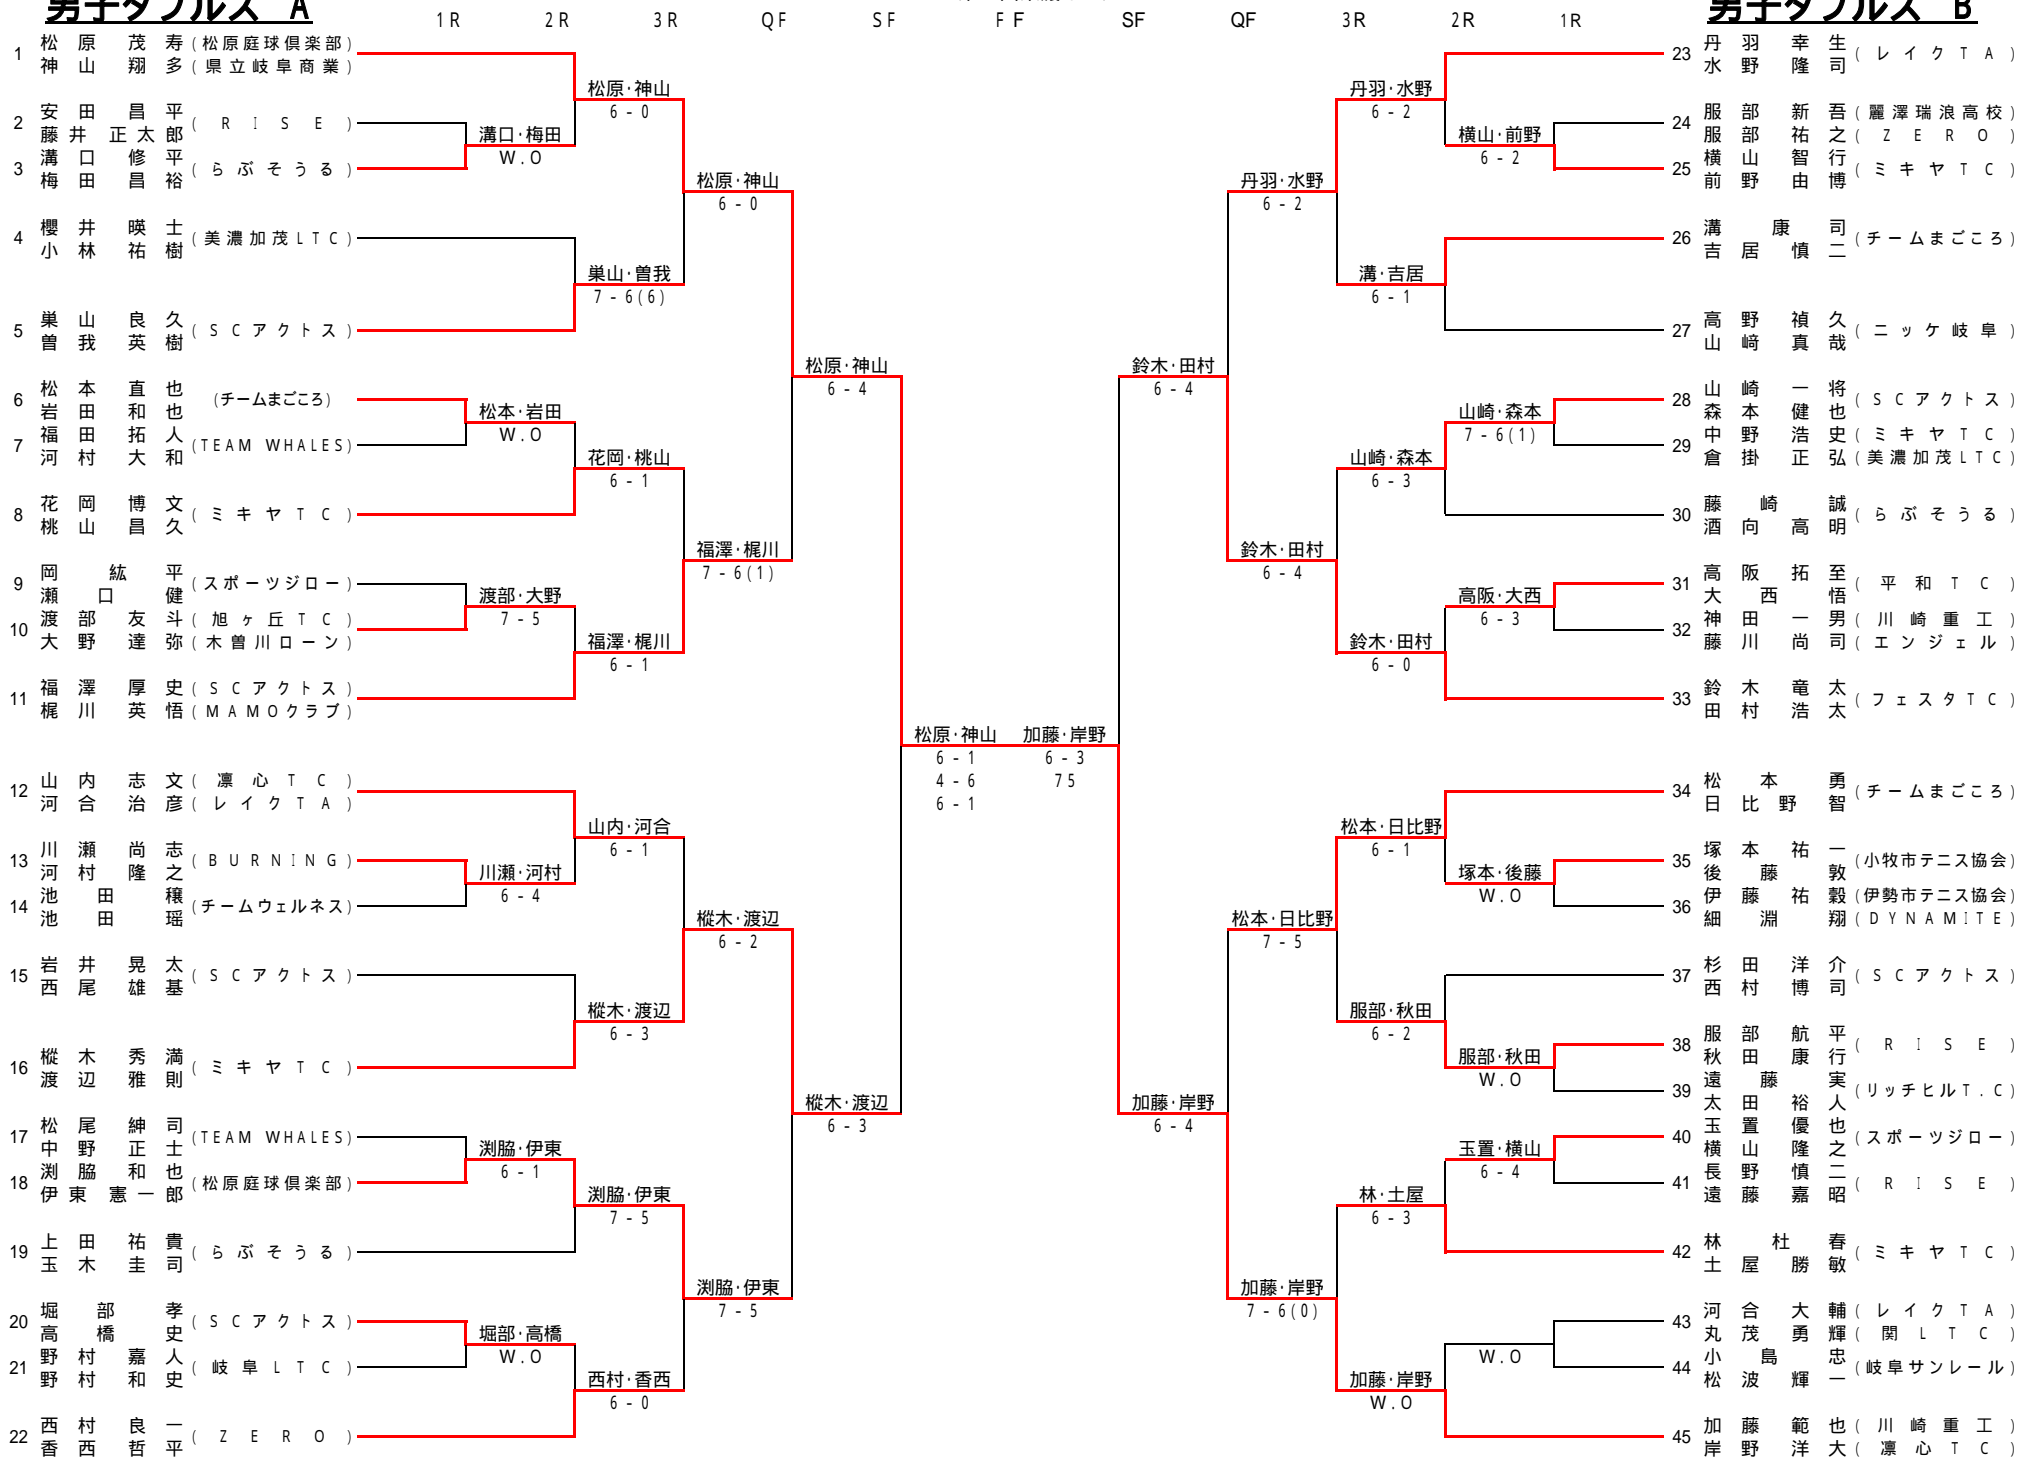 男子ダブルス A
1R 2R 3R QF SF F F SF QF 3R 2R 1R
男子ダブルス B
1 松原茂寿 (松原庭球倶楽部)
神山翔多 (県立岐阜商業)
2 安田昌平 (RISE)
藤井正太郎
3 溝口修平 (らぶそうる)
梅田昌裕
4 櫻井暎士 (美濃加茂LTC)
小林祐樹
5 巣山良久 (SCアクトス)
曽我英樹
6 松本直也 (チームまごころ)
岩田和也
7 福田拓人 (TEAM WHALES)
河村大和
8 花岡博文 (ミキヤTC)
桃山昌久
9 岡紘平 (スポーツジロー)
瀬口健
10 渡部友斗 (旭ヶ丘TC)
大野達弥 (木曽川ローン)
11 福澤厚史 (SCアクトス)
梶川英悟 (MAMOクラブ)
12 山内志文 (凛心TC)
河合治彦 (レイクTA)
13 川瀬尚志 (BURNING)
河村隆之
14 池田穣 (チームウェルネス)
池田瑶
15 岩井晃太 (SCアクトス)
西尾雄基
16 樅木秀満 (ミキヤTC)
渡辺雅則
17 松尾紳司 (TEAM WHALES)
中野正士
18 渕脇和也 (松原庭球倶楽部)
伊東憲一郎
19 上田祐貴 (らぶそうる)
玉木圭司
20 堀部孝 (SCアクトス)
高橋史
21 野村嘉人 (岐阜LTC)
野村和史
22 西村良一 (ZERO)
香西哲平
溝口・梅田
W.O
松本・岩田
W.O
渡部・大野
7-5
川瀬・河村
6-4
渕脇・伊東
6-1
堀部・高橋
W.O
松原・神山
6-0
巣山・曽我
7-6(6)
花岡・桃山
6-1
福澤・梶川
6-1
山内・河合
6-1
樅木・渡辺
6-3
渕脇・伊東
7-5
西村・香西
6-0
松原・神山
6-0
福澤・梶川
7-6(1)
樅木・渡辺
6-2
渕脇・伊東
7-5
松原・神山
6-4
樅木・渡辺
6-3
松原・神山
6-1
4-6
6-1
加藤・岸野
6-3
75
鈴木・田村
6-4
加藤・岸野
6-4
丹羽・水野
6-2
鈴木・田村
6-4
松本・日比野
7-5
加藤・岸野
7-6(0)
丹羽・水野
6-2
溝・吉居
6-1
山崎・森本
6-3
鈴木・田村
6-0
松本・日比野
6-1
服部・秋田
6-2
林・土屋
6-3
加藤・岸野
W.O
横山・前野
6-2
山崎・森本
7-6(1)
高阪・大西
6-3
塚本・後藤
W.O
服部・秋田
W.O
玉置・横山
6-4
W.O
23 丹羽幸生 (レイクTA)
水野隆司
24 服部新吾 (麗澤瑞浪高校)
服部祐之 (ZERO)
25 横山智行 (ミキヤTC)
前野由博
26 溝康司 (チームまごころ)
吉居慎二
27 高野禎久 (ニッケ岐阜)
山﨑真哉
28 山崎一将 (SCアクトス)
森本健也
29 中野浩史 (ミキヤTC)
倉掛正弘 (美濃加茂LTC)
30 藤崎誠 (らぶそうる)
酒向高明
31 高阪拓至 (平和TC)
大西悟
32 神田一男 (川崎重工)
藤川尚司 (エンジェル)
33 鈴木竜太 (フェスタTC)
田村浩太
34 松本勇 (チームまごころ)
日比野智
35 塚本祐一 (小牧市テニス協会)
後藤敦
36 伊藤祐穀 (伊勢市テニス協会)
細淵翔 (DYNAMITE)
37 杉田洋介 (SCアクトス)
西村博司
38 服部航平 (RISE)
秋田康行
39 遠藤実 (リッチヒルT.C)
太田裕人
40 玉置優也 (スポーツジロー)
横山隆之
41 長野慎二 (RISE)
遠藤嘉昭
42 林杜春 (ミキヤTC)
土屋勝敏
43 河合大輔 (レイクTA)
丸茂勇輝 (関LTC)
44 小島忠 (岐阜サンレール)
松波輝一
45 加藤範也 (川崎重工)
岸野洋大 (凛心TC)